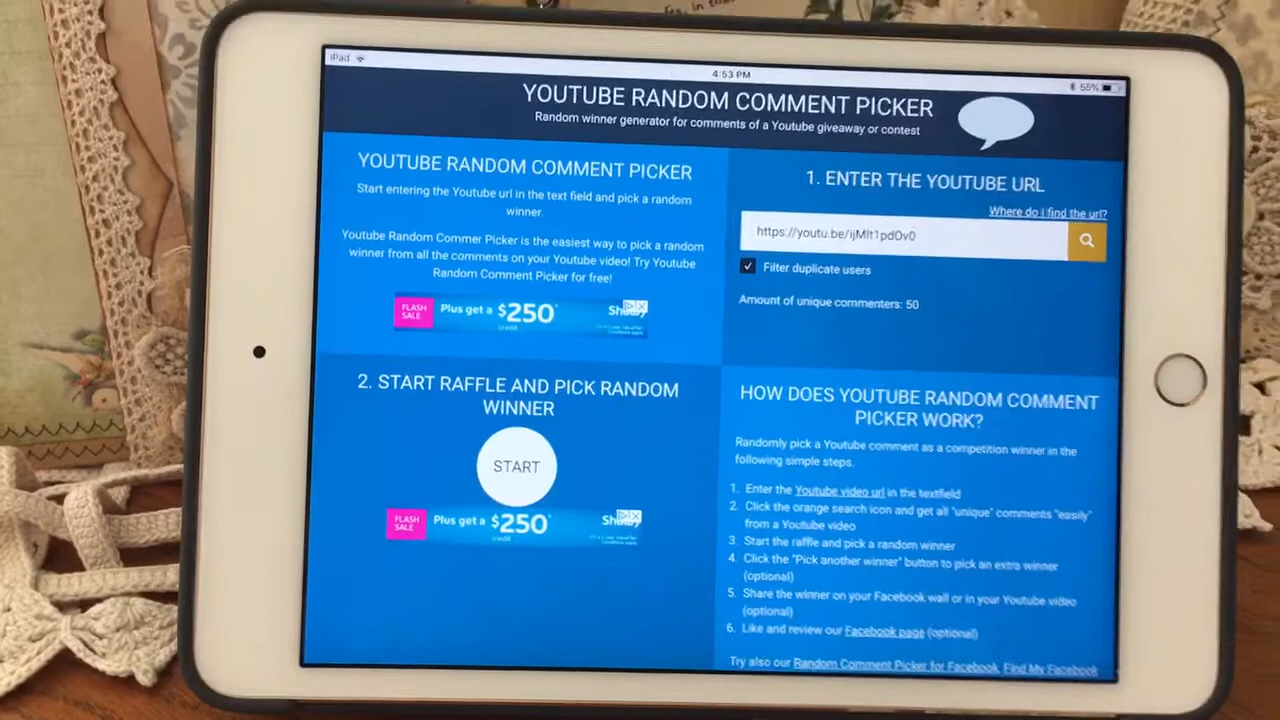 iPad
4:53 PM
55%
YOUTUBE RANDOM COMMENT PICKER
Random winner generator for comments of a Youtube giveaway or contest
YOUTUBE RANDOM COMMENT PICKER
Start entering the Youtube url in the text field and pick a random
winner.
Youtube Random Commer Picker is the easiest way to pick a random
winner from all the comments on your Youtube video! Try Youtube
Random Comment Picker for free!
FLASH
SALE
Plus get a $250*
credit
1. ENTER THE YOUTUBE URL
Where do i find the url?
https://youtu.be/ijMlt1pdOv0
Filter duplicate users
Amount of unique commenters: 50
2. START RAFFLE AND PICK RANDOM
WINNER
START
FLASH
SALE
Plus get a $250*
credit
HOW DOES YOUTUBE RANDOM COMMENT
PICKER WORK?
Randomly pick a Youtube comment as a competition winner in the
following simple steps.
1. Enter the Youtube video url in the textfield
2. Click the orange search icon and get all "unique" comments "easily"
from a Youtube video
3. Start the raffle and pick a random winner
4. Click the "Pick another winner" button to pick an extra winner
(optional)
5. Share the winner on your Facebook wall or in your Youtube video
(optional)
6. Like and review our Facebook page (optional)
Try also our Random Comment Picker for Facebook, Find My Facebook